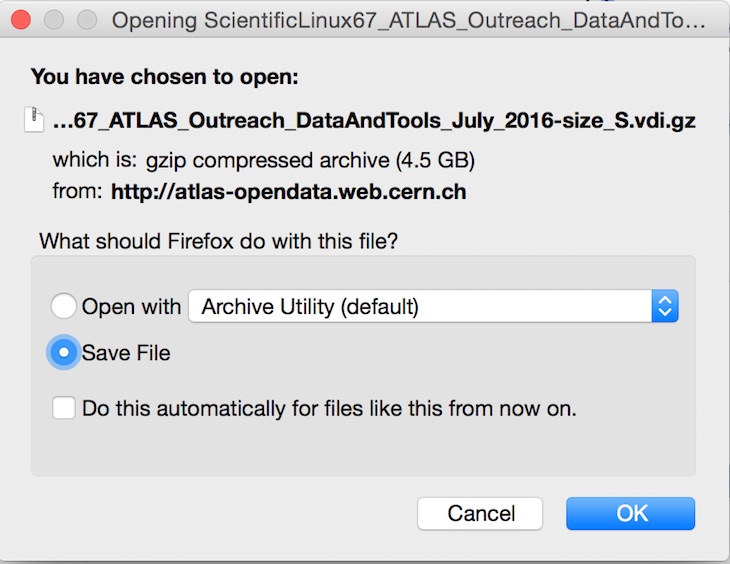 Opening ScientificLinux67_ATLAS_Outreach_DataAndTo...
You have chosen to open:
...67_ATLAS_Outreach_DataAndTools_July_2016-size_S.vdi.gz
which is: gzip compressed archive (4.5 GB)
from: http://atlas-opendata.web.cern.ch
What should Firefox do with this file?
Open with Archive Utility (default)
Save File
Do this automatically for files like this from now on.
Cancel OK